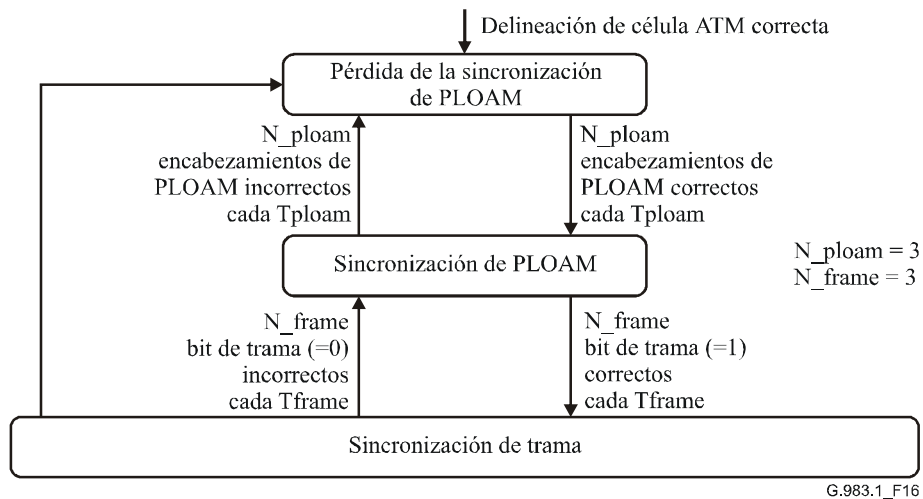 Delineación de célula ATM correcta
Pérdida de la sincronización
de PLOAM
N_ploam
encabezamientos de
PLOAM incorrectos
cada Tploam
N_ploam
encabezamientos de
PLOAM correctos
cada Tploam
Sincronización de PLOAM
N_ploam = 3
N_frame = 3
N_frame
bit de trama (=0)
incorrectos
cada Tframe
N_frame
bit de trama (=1)
correctos
cada Tframe
Sincronización de trama
G.983.1_F16